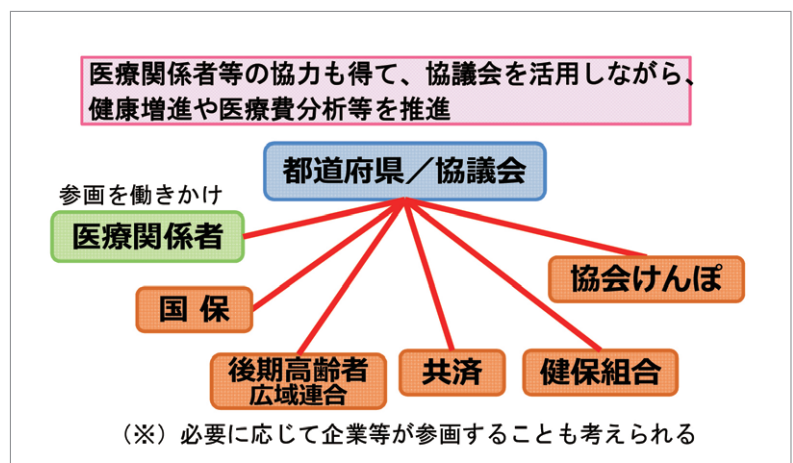 医療関係者等の協力も得て、協議会を活用しながら、
健康増進や医療費分析等を推進
都道府県／協議会
参画を働きかけ
医療関係者
協会けんぽ
国 保
後期高齢者
広域連合
共済
健保組合
（※）必要に応じて企業等が参画することも考えられる